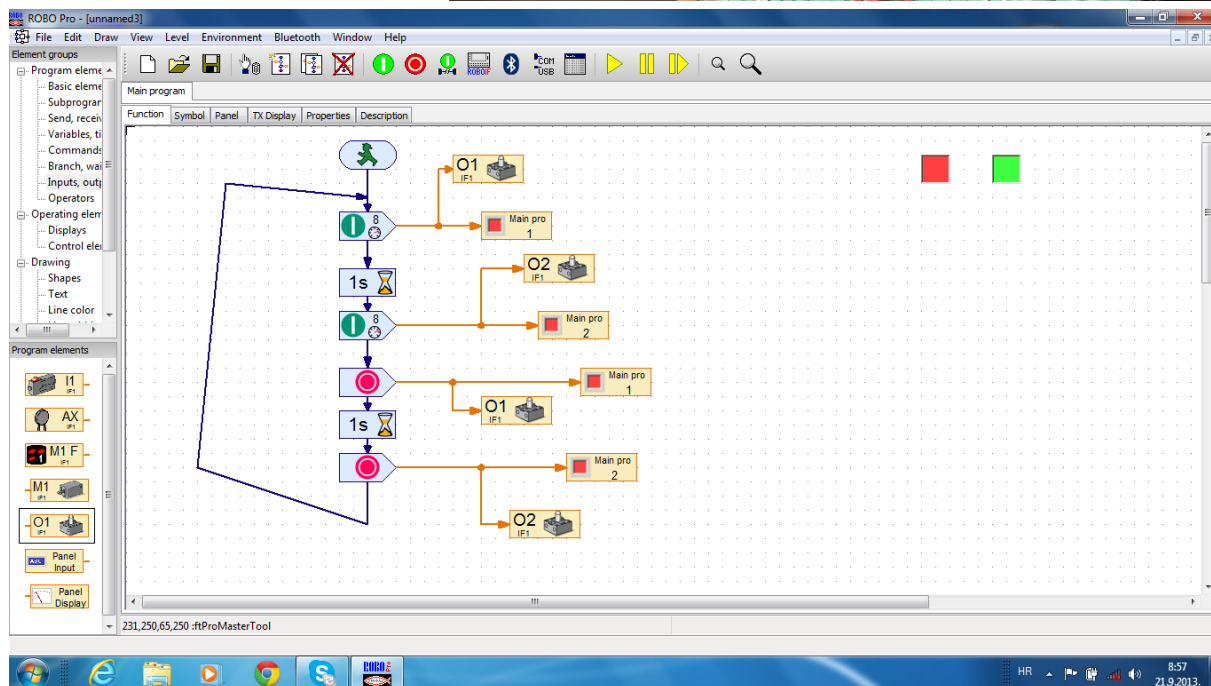 ROBO Pro - [unnamed3]
File Edit Draw View Level Environment Bluetooth Window Help
Element groups
Program eleme
Basic eleme
Subprogran
Send, receiv
Variables, ti
Commands
Branch, wai
Inputs, outp
Operators
Operating elem
Displays
Control eler
Drawing
Shapes
Text
Line color
Program elements
I1
IF1
AX
IF1
M1 F
IF1
M1
IF1
O1
IF1
Panel
Input
Panel
Display
ROBOIF
COM
USB
Main program
Function Symbol Panel TX Display Properties Description
O1
IF1
8
Main pro
1
O2
IF1
1s
8
Main pro
2
Main pro
1
O1
IF1
1s
Main pro
2
O2
IF1
231,250,65,250 :ftProMasterTool
ROBO
HR
8:57
21.9.2013.